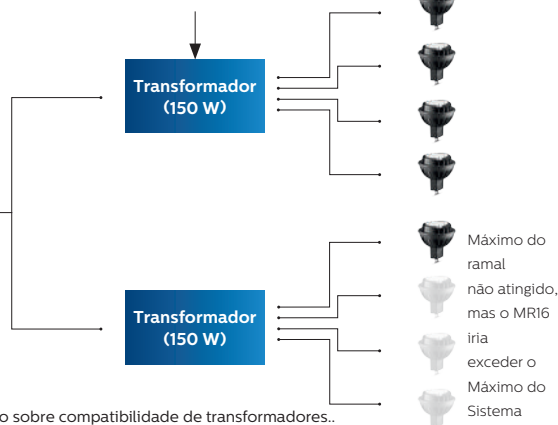 Transformador
(150 W)
Máximo do
ramal
não atingido,
mas o MR16
iria
exceder o
Máximo do
Sistema
Transformador
(150 W)
o sobre compatibilidade de transformadores..